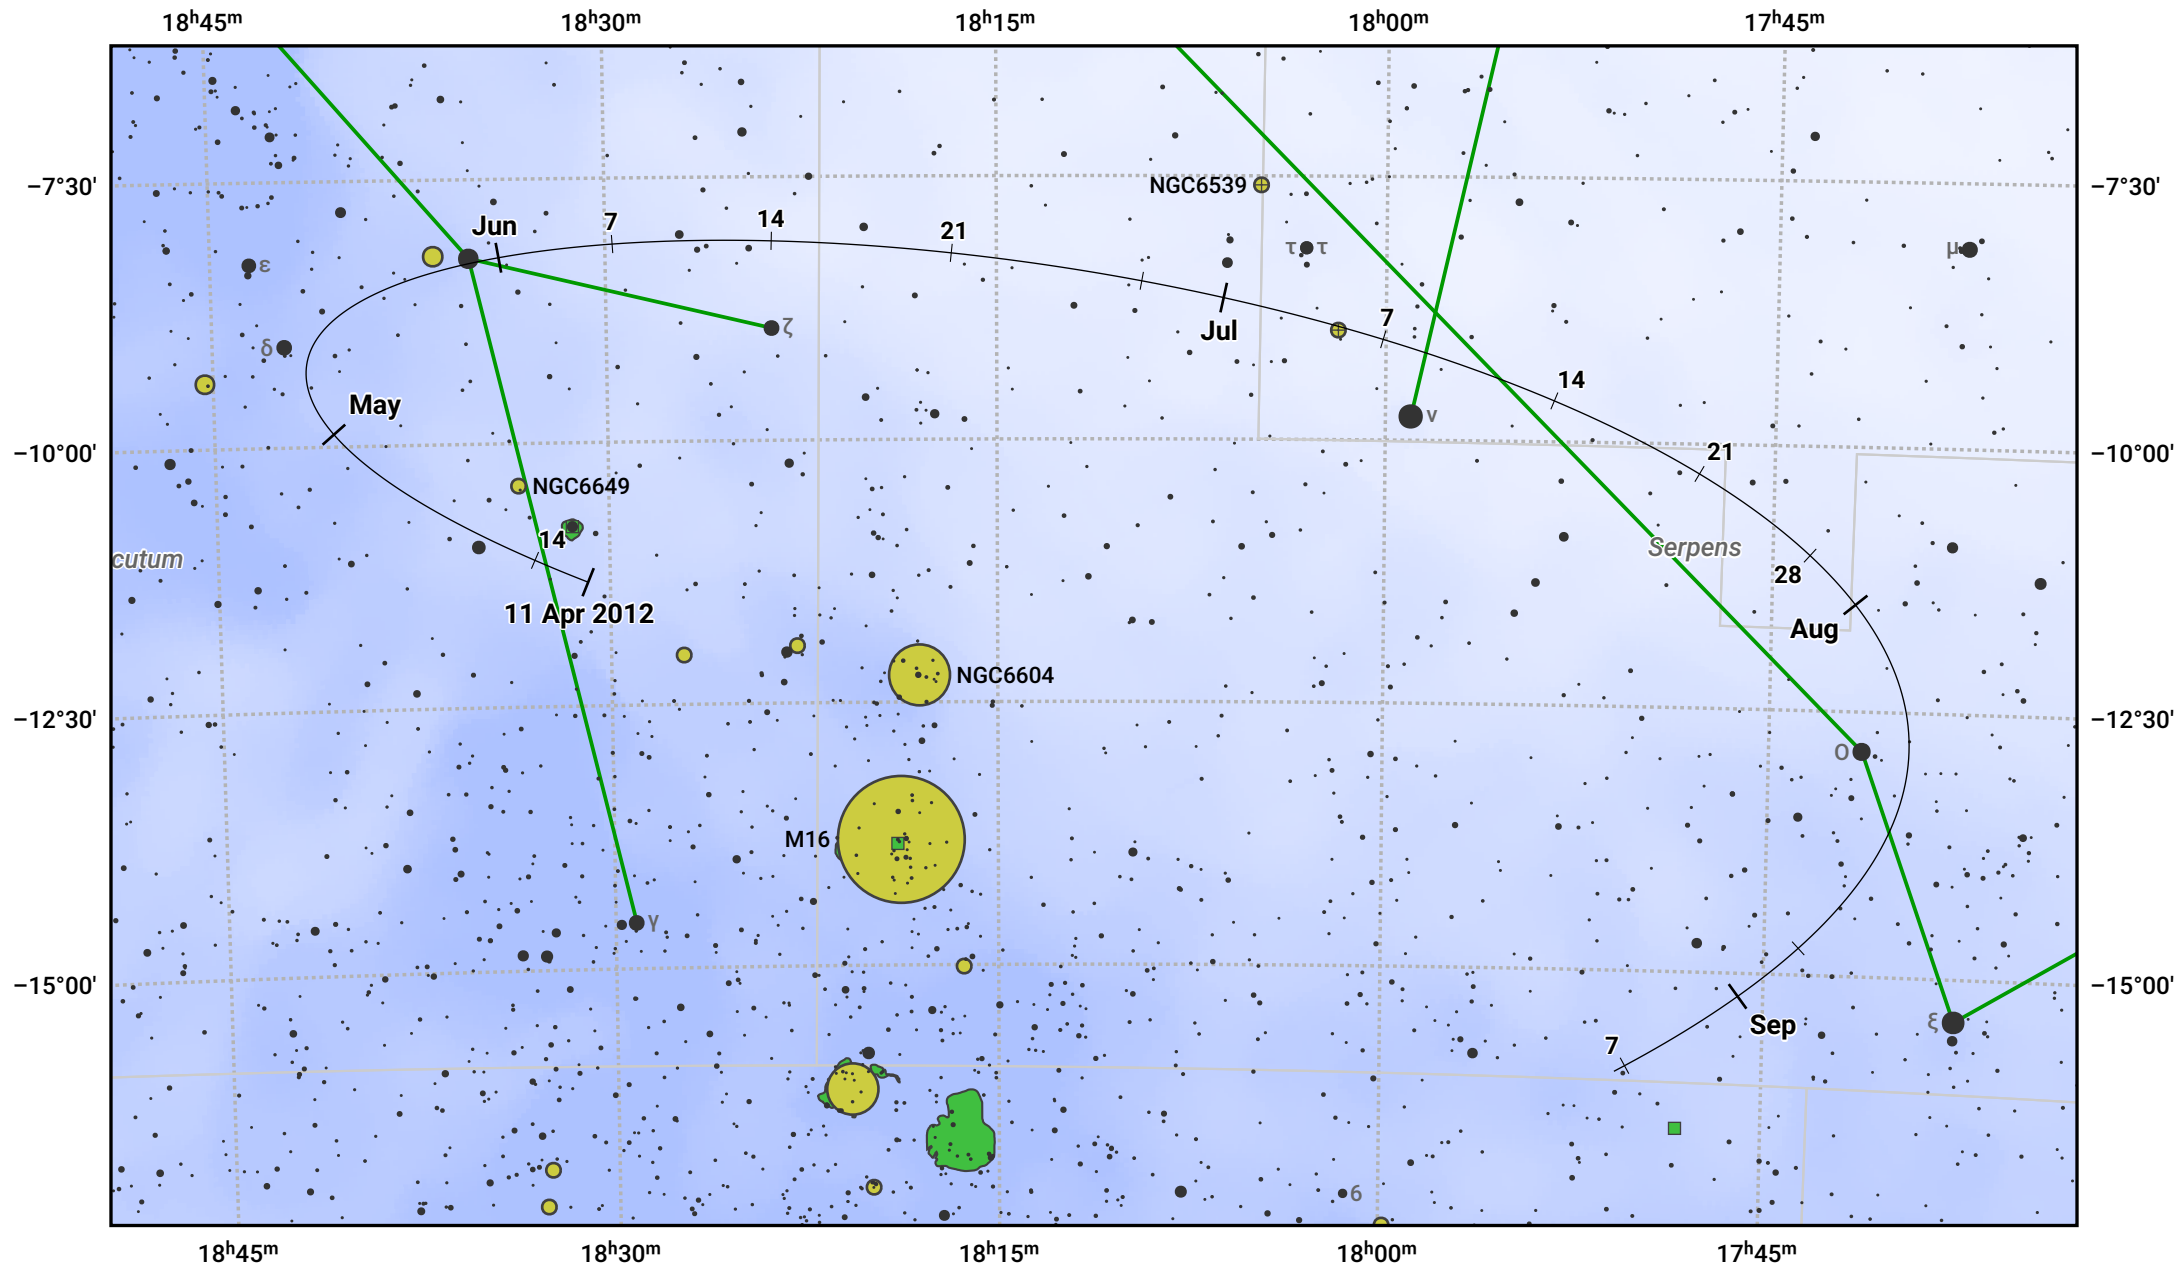 18ʰ45ᵐ 18ʰ30ᵐ 18ʰ15ᵐ 18ʰ00ᵐ 17ʰ45ᵐ
−7°30' NGC6539 −7°30'
Jun 7 14 21
ε τ τ μ
δ ζ Jul 7
May 14
ν
−10°00' 21 −10°00'
NGC6649
14
cutum Serpens
28
11 Apr 2012 Aug
NGC6604
−12°30' −12°30'
ο
M16
γ
−15°00' −15°00'
Sep ξ
7
6
18ʰ45ᵐ 18ʰ30ᵐ 18ʰ15ᵐ 18ʰ00ᵐ 17ʰ45ᵐ